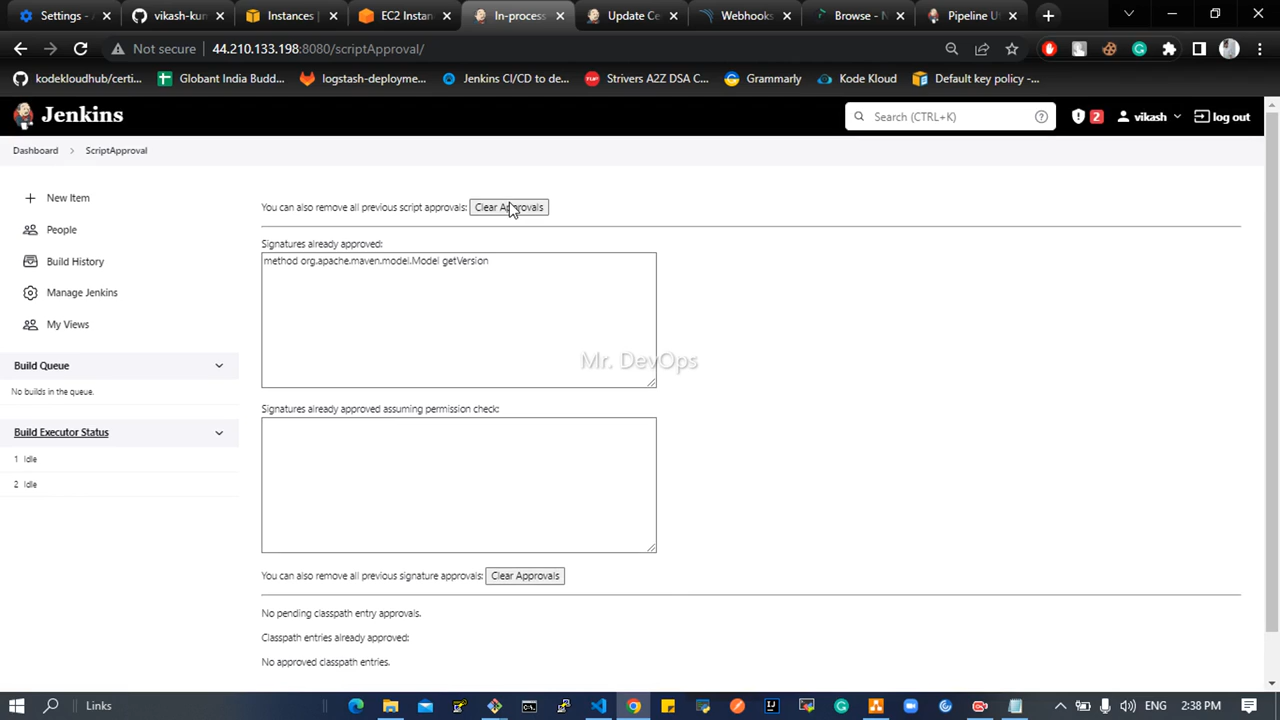 Settings -
vikash-kun
Instances |
EC2 Instan
In-process
Update Ce
Webhooks
Browse - N
Pipeline U
Not secure
44.210.133.198:8080/scriptApproval/
kodekloudhub/certi...
Globant India Budd...
logstash-deployme...
Jenkins CI/CD to de...
Strivers A2Z DSA C...
Grammarly
Kode Kloud
Default key policy -...
Jenkins
Search (CTRL+K)
2
vikash
log out
Dashboard
ScriptApproval
New Item
People
Build History
Manage Jenkins
My Views
Build Queue
No builds in the queue.
Build Executor Status
1 Idle
2 Idle
You can also remove all previous script approvals: Clear Approvals
Signatures already approved:
method org.apache.maven.model.Model getVersion
Mr. DevOps
Signatures already approved assuming permission check:
You can also remove all previous signature approvals: Clear Approvals
No pending classpath entry approvals.
Classpath entries already approved:
No approved classpath entries.
Links
ENG
2:38 PM